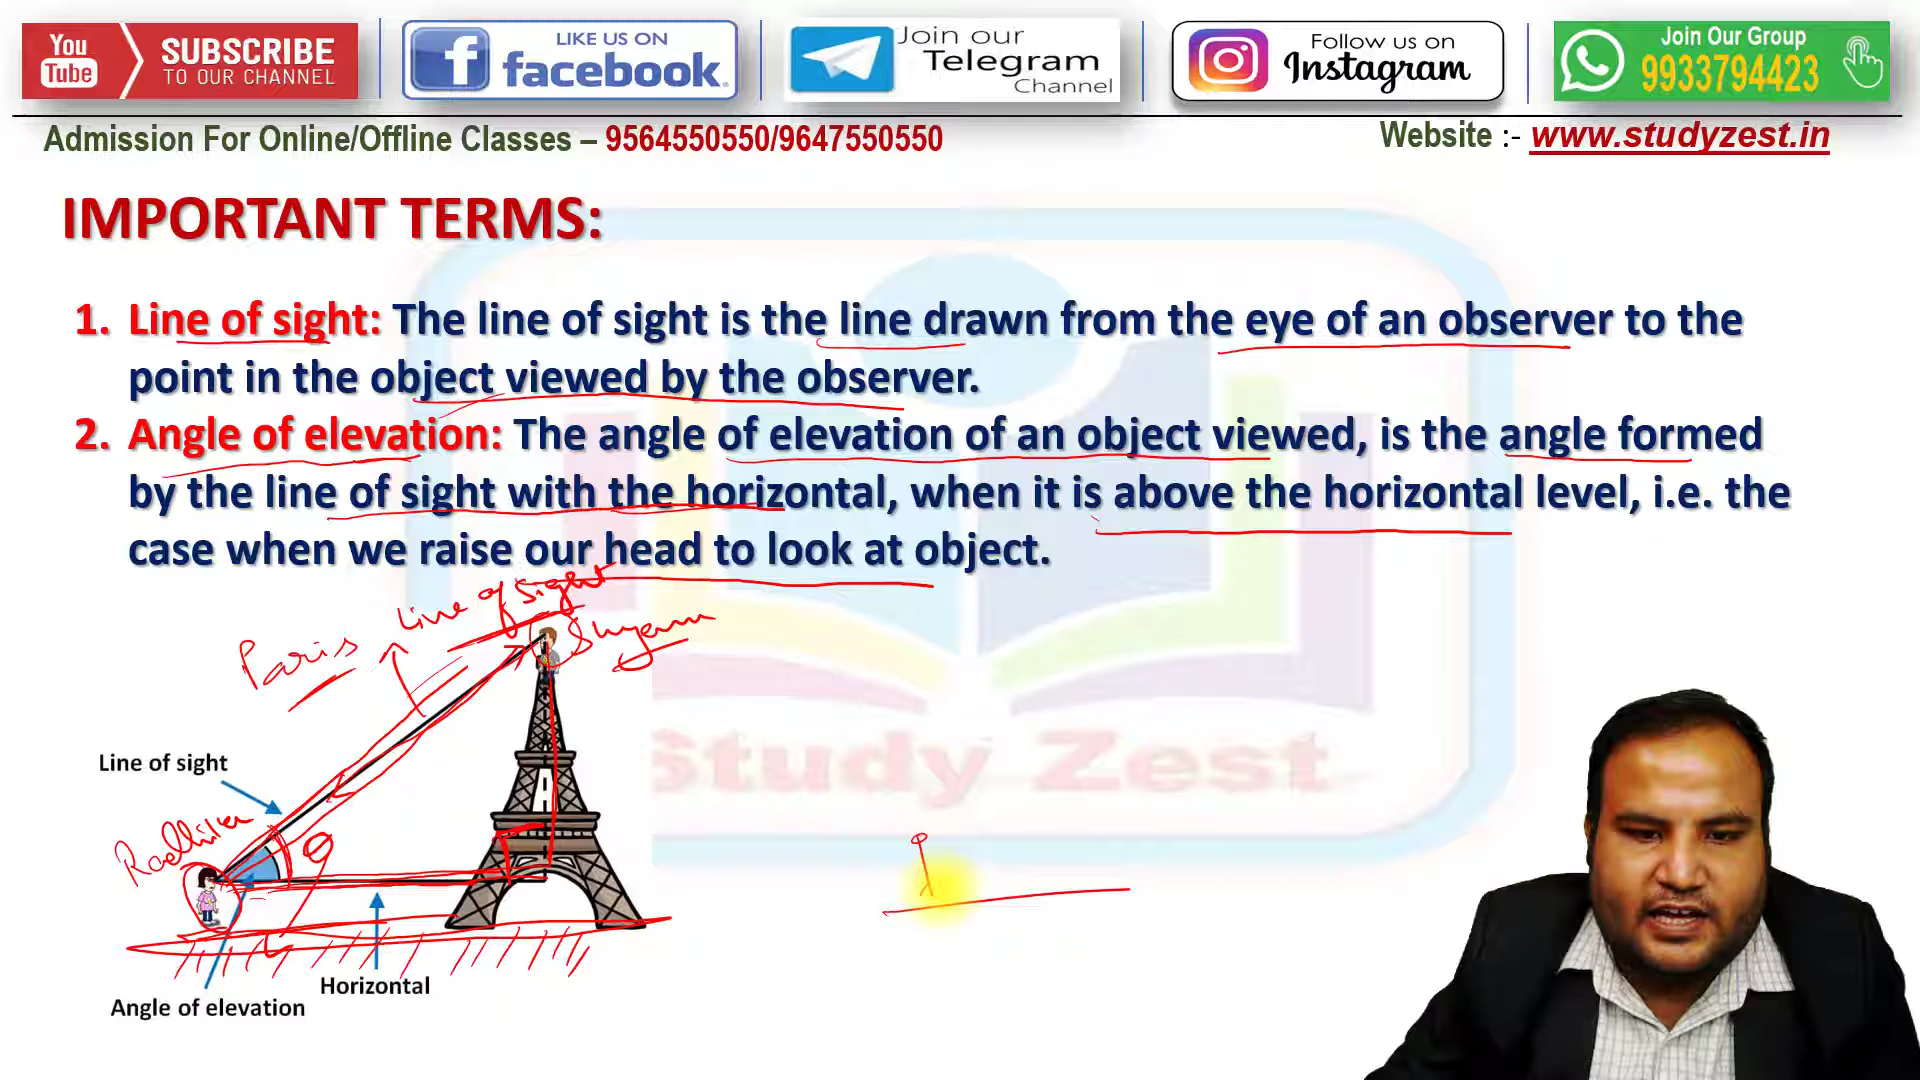 You
Tube
SUBSCRIBE
TO OUR CHANNEL
LIKE US ON
facebook
Join our
Telegram
Channel
Follow us on
Instagram
Join Our Group
9933794423
Admission For Online/Offline Classes – 9564550550/9647550550
Website :- www.studyzest.in
IMPORTANT TERMS:
1. Line of sight: The line of sight is the line drawn from the eye of an observer to the
point in the object viewed by the observer.
2. Angle of elevation: The angle of elevation of an object viewed, is the angle formed
by the line of sight with the horizontal, when it is above the horizontal level, i.e. the
case when we raise our head to look at object.
Line of sight
Paris
Shyam
Line of sight
Radhika
θ
Horizontal
Angle of elevation
Study Zest